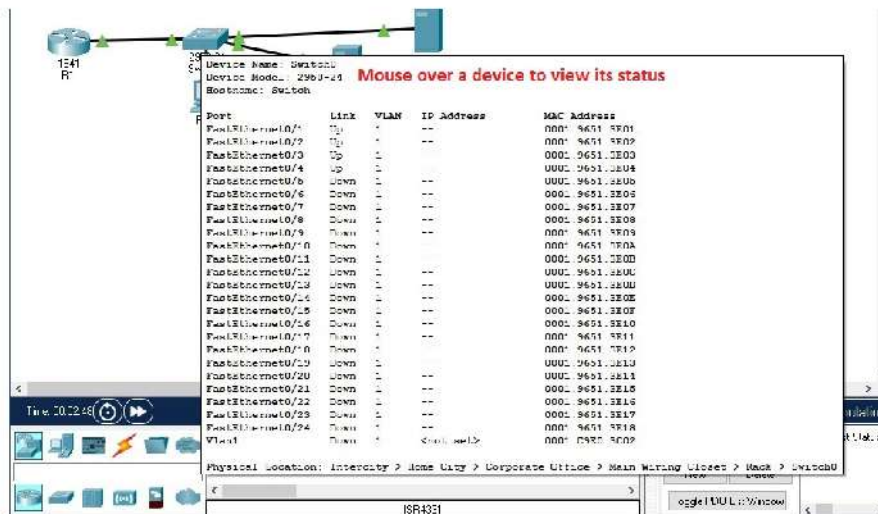 1841
R1
Device Name: Switch0
Device Model: 2960-24
Mouse over a device to view its status
Hostname: Switch
Port Link VLAN IP Address MAC Address
FastEthernet0/1 Up 1 -- 0001.9651.3E01
FastEthernet0/2 Up 1 -- 0001.9651.3E02
FastEthernet0/3 Up 1 -- 0001.9651.3E03
FastEthernet0/4 Up 1 -- 0001.9651.3E04
FastEthernet0/5 Down 1 -- 0001.9651.3E05
FastEthernet0/6 Down 1 -- 0001.9651.3E06
FastEthernet0/7 Down 1 -- 0001.9651.3E07
FastEthernet0/8 Down 1 -- 0001.9651.3E08
FastEthernet0/9 Down 1 -- 0001.9651.3E09
FastEthernet0/10 Down 1 -- 0001.9651.3E0A
FastEthernet0/11 Down 1 -- 0001.9651.3E0B
FastEthernet0/12 Down 1 -- 0001.9651.3E0C
FastEthernet0/13 Down 1 -- 0001.9651.3E0D
FastEthernet0/14 Down 1 -- 0001.9651.3E0E
FastEthernet0/15 Down 1 -- 0001.9651.3E0F
FastEthernet0/16 Down 1 -- 0001.9651.3E10
FastEthernet0/17 Down 1 -- 0001.9651.3E11
FastEthernet0/18 Down 1 -- 0001.9651.3E12
FastEthernet0/19 Down 1 -- 0001.9651.3E13
FastEthernet0/20 Down 1 -- 0001.9651.3E14
FastEthernet0/21 Down 1 -- 0001.9651.3E15
FastEthernet0/22 Down 1 -- 0001.9651.3E16
FastEthernet0/23 Down 1 -- 0001.9651.3E17
FastEthernet0/24 Down 1 -- 0001.9651.3E18
Vlan1 Down 1 <not set>
Physical Location: Intercity > Home City > Corporate Office > Main Wiring Closet > Rack > Switch0
Time: 00:02:48
New Delete
Toggle PDU List Window
ISR4331